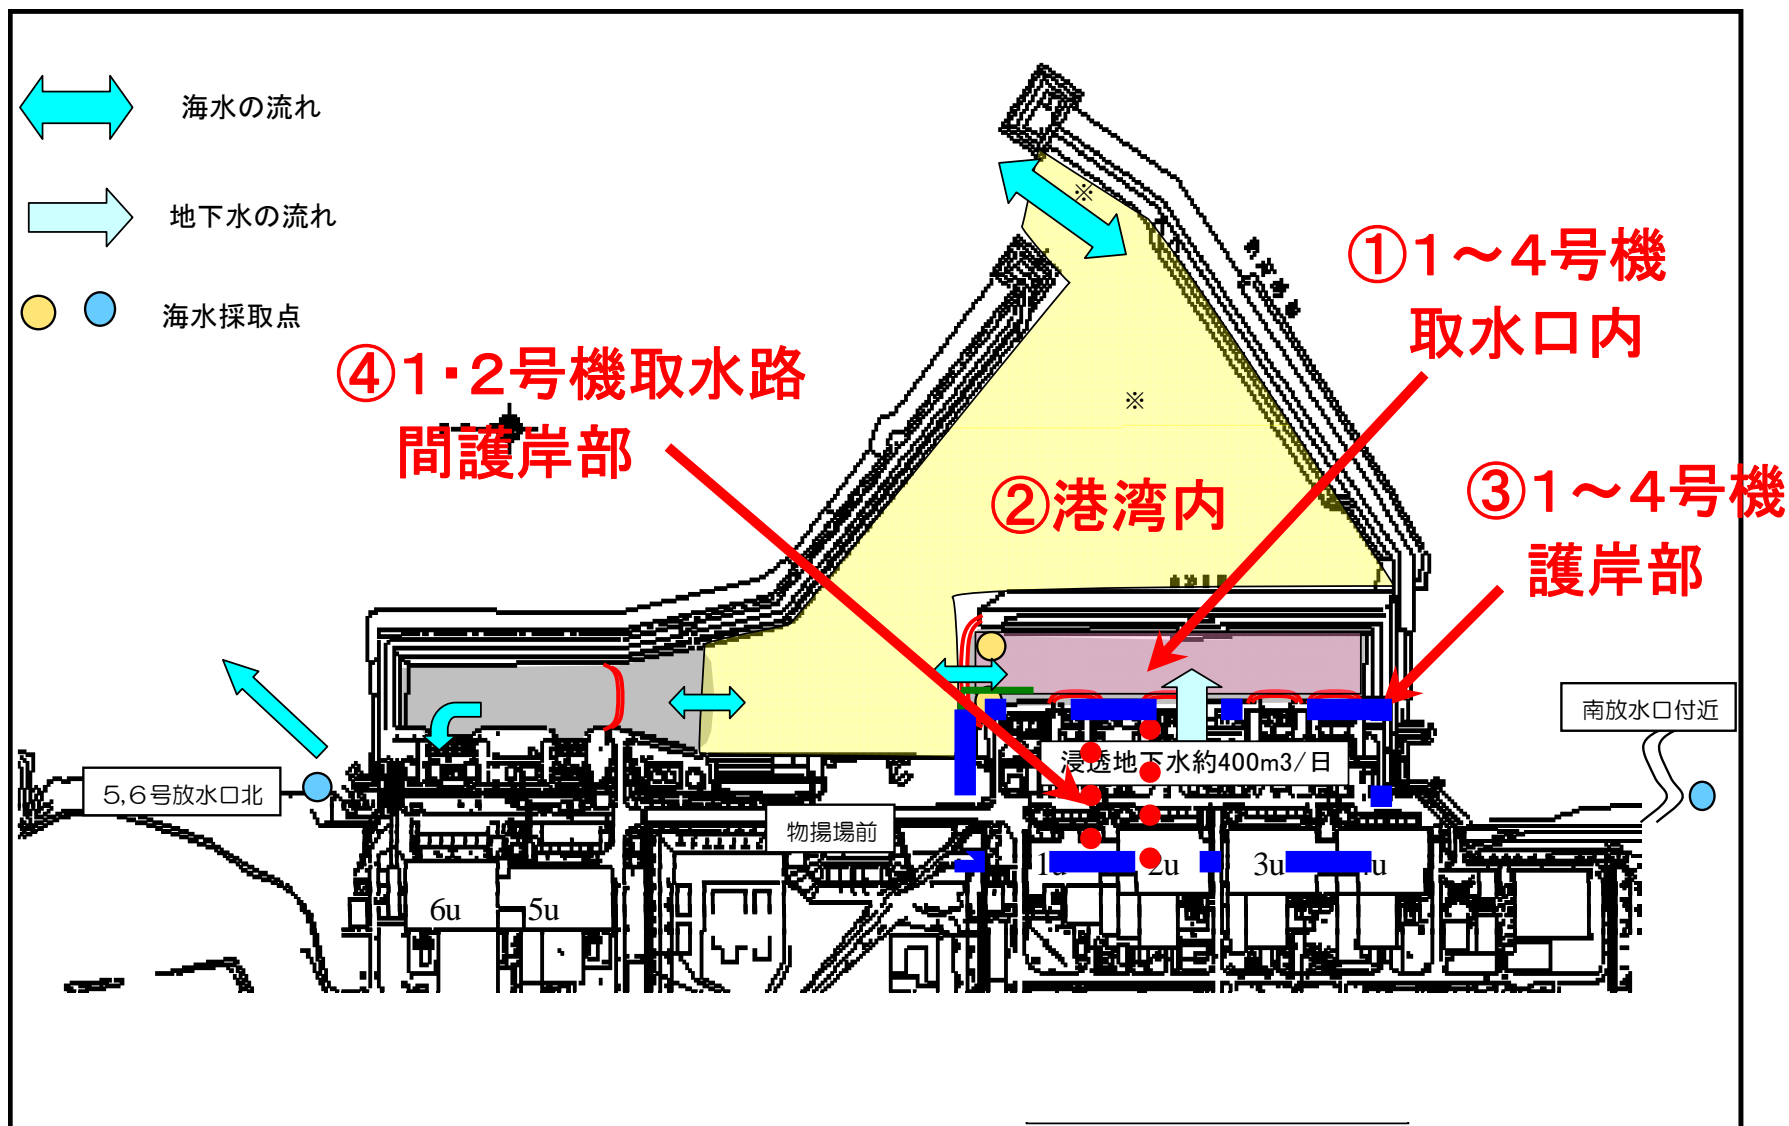 海水の流れ
地下水の流れ
海水採取点
※
①1～4号機
取水口内
④1・2号機取水路
間護岸部
※
②港湾内
③1～4号機
護岸部
南放水口付近
浸透地下水約400m3/日
5,6号放水口北
物揚場前
6u
5u
2u
3u